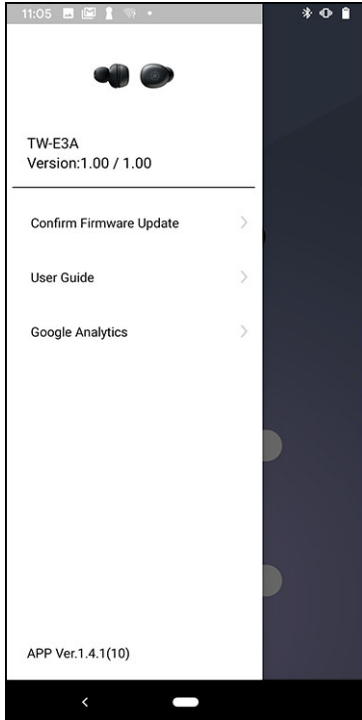 11:05
TW-E3A
Version:1.00 / 1.00
Confirm Firmware Update
User Guide
Google Analytics
APP Ver.1.4.1(10)